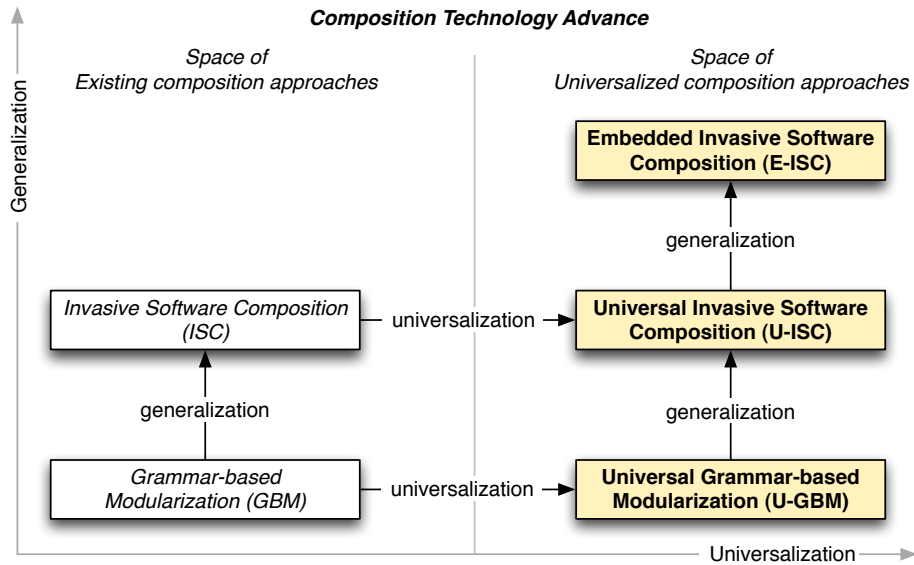 Composition Technology Advance
Space of
Existing composition approaches
Space of
Universalized composition approaches
Generalization
Embedded Invasive Software
Composition (E-ISC)
generalization
Invasive Software Composition
(ISC)
universalization
Universal Invasive Software
Composition (U-ISC)
generalization
generalization
Grammar-based
Modularization (GBM)
universalization
Universal Grammar-based
Modularization (U-GBM)
Universalization